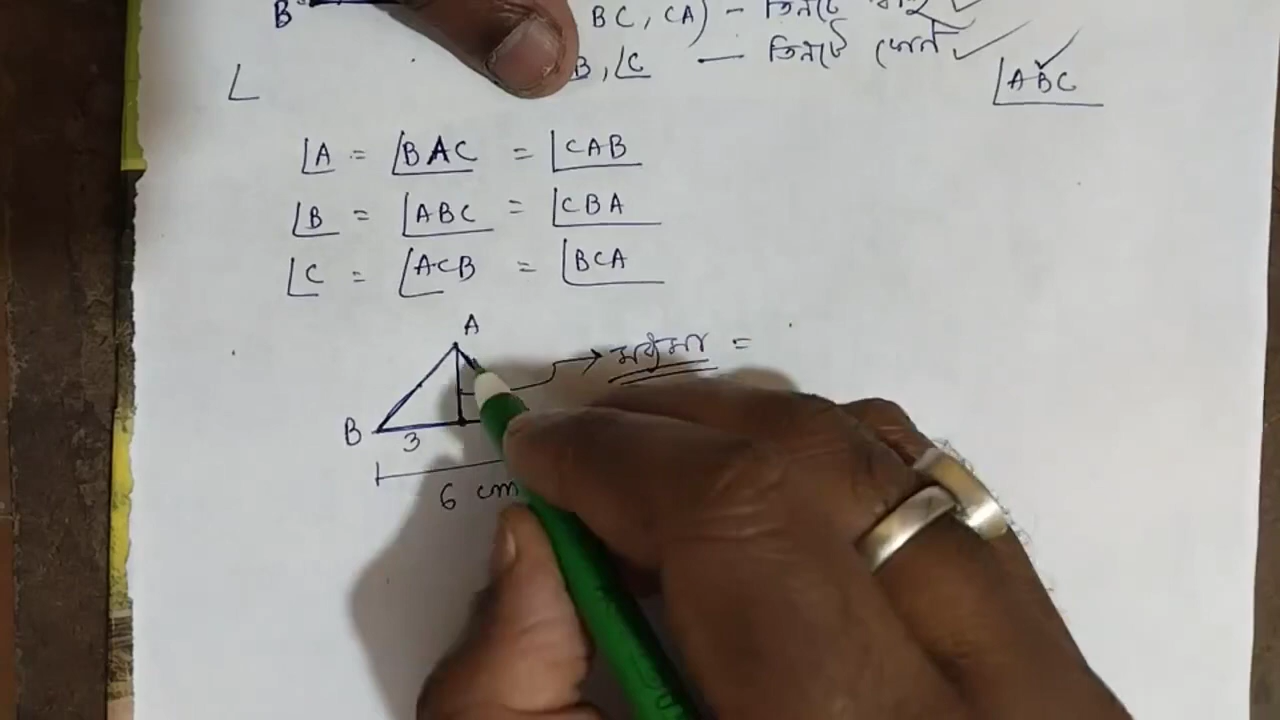 B
BC, CA) - তিনটে বাহু ✓
B, ∠C — তিনটে কোণ ✓
∠
∠ABC
∠A = ∠BAC = ∠CAB
∠B = ∠ABC = ∠CBA
∠C = ∠ACB = ∠BCA
A
মধ্যমা =
B
3
6 cm